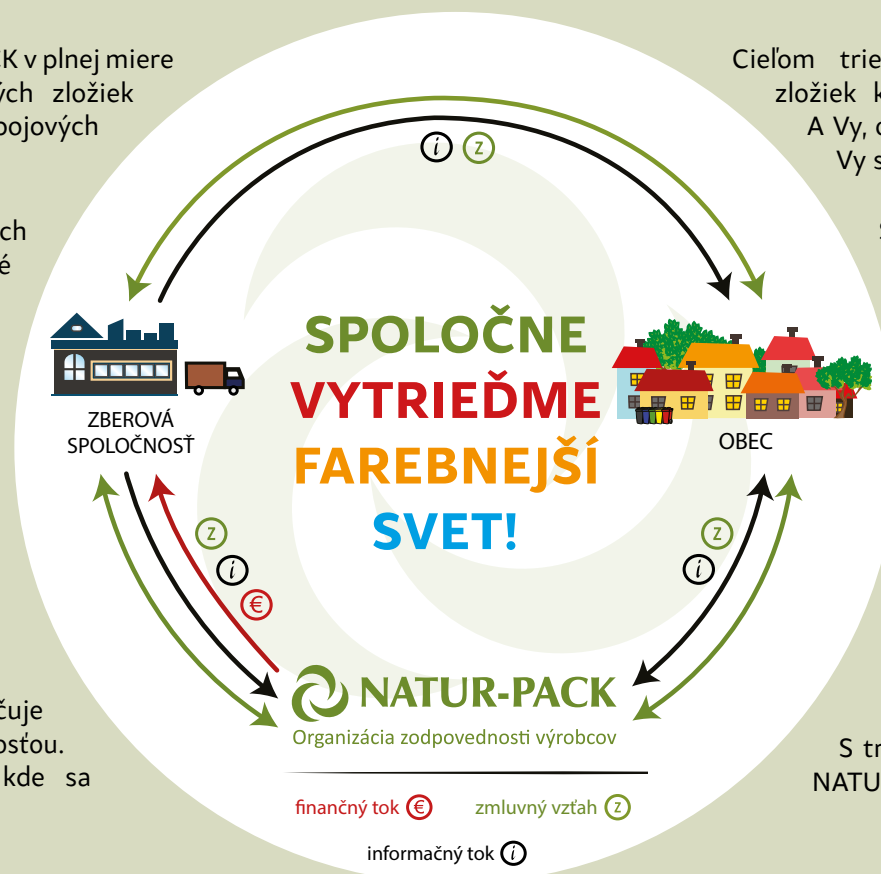 CK v plnej miere
ých zložiek
pojových
ch
é
Cieľom trie
zložiek k
A Vy, o
Vy s
S
i z
SPOLOČNE
VYTRIEĎME
FAREBNEJŠÍ
SVET!
ZBEROVÁ
SPOLOČNOSŤ
OBEC
z
i
€
z
i
NATUR-PACK
Organizácia zodpovednosti výrobcov
čuje
osťou.
kde sa
S tr
NATU
finančný tok € zmluvný vzťah z
informačný tok i